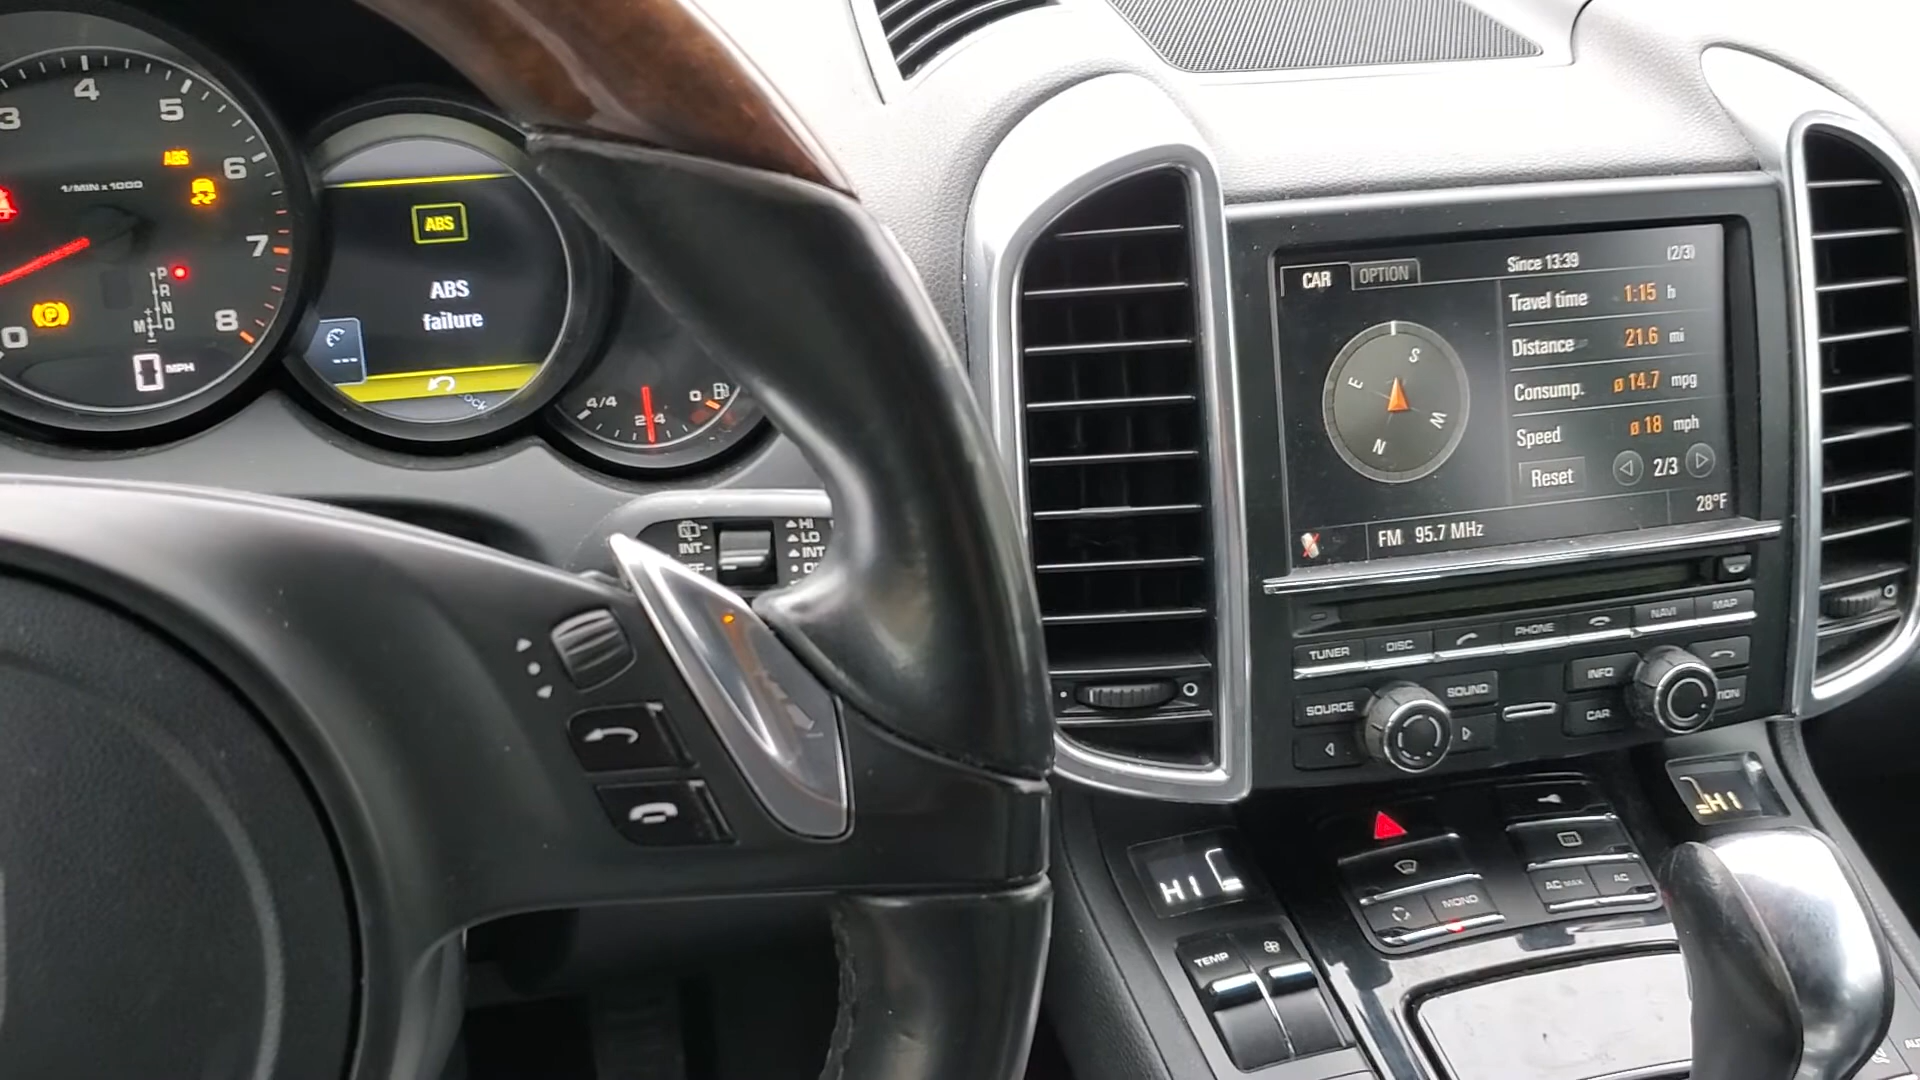 3
4
5
6
7
8
0
ABS
1/MIN x 1000
P
R
N
M D
0 MPH
ABS
ABS
failure
4/4
2/4
0
INT
HI
LO
INT
CAR
OPTION
Since 13:39
(2/3)
S
E
W
N
Travel time 1:15 h
Distance 21.6 mi
Consump. ø 14.7 mpg
Speed ø 18 mph
Reset
2/3
28°F
FM 95.7 MHz
TUNER
DISC
PHONE
NAVI
MAP
SOURCE
SOUND
INFO
CAR
HI
HI
TEMP
MONO
AC MAX
AC